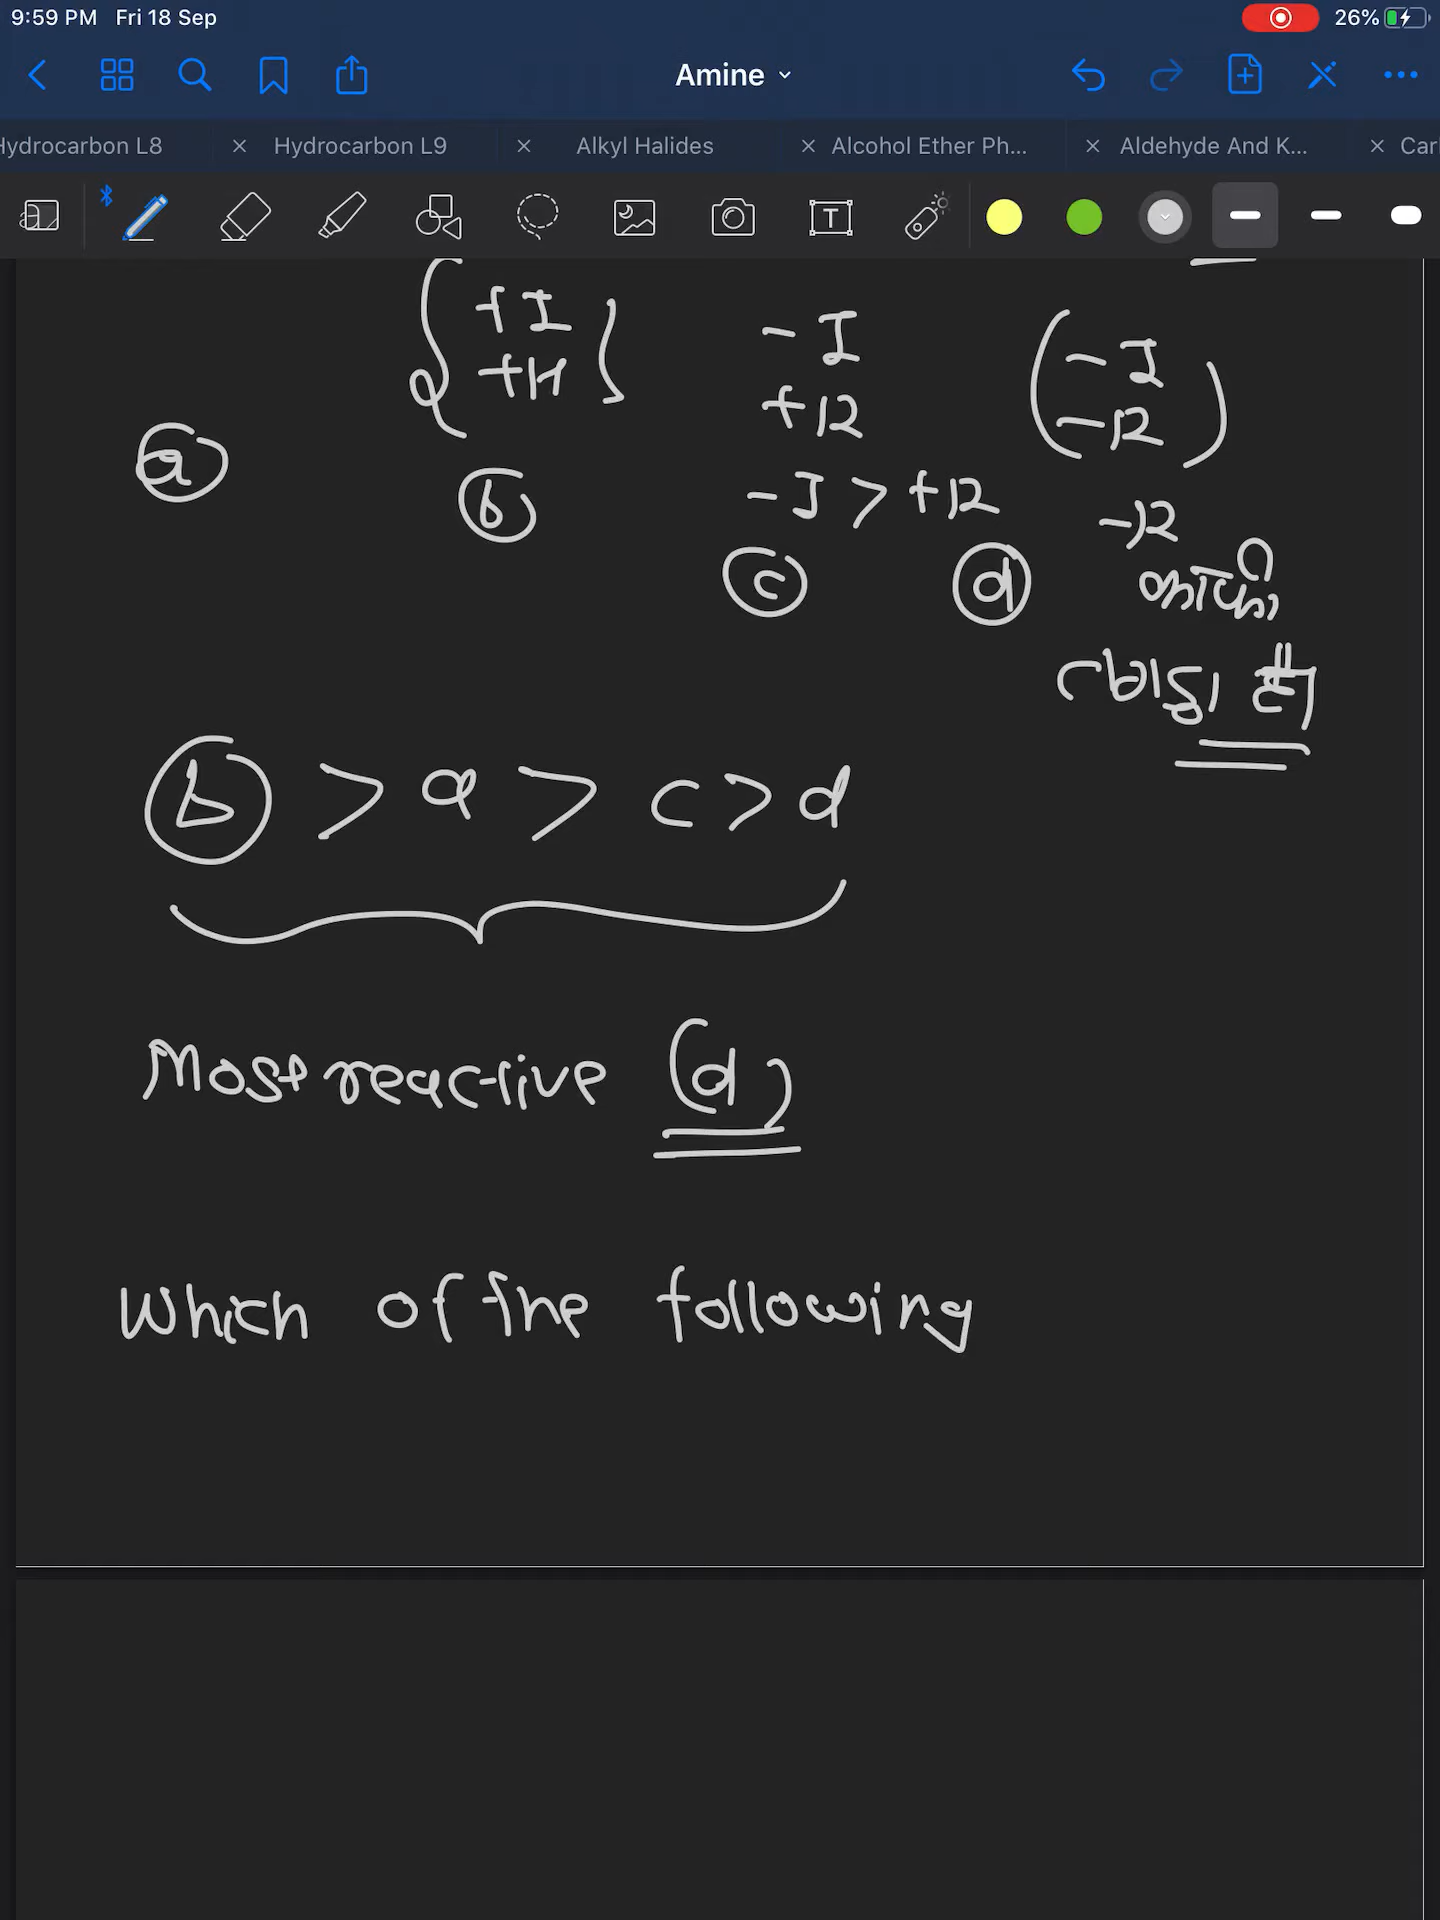 9:59 PM Fri 18 Sep 26%
Amine
Hydrocarbon L8 Hydrocarbon L9 Alkyl Halides Alcohol Ether Ph... Aldehyde And K... Car
T
+I
+H
-I
+R
-I
-R
a
b
-I > +R
-R
c
d
काफी
b > a > c > d
Most reactive (d)
Which of the following